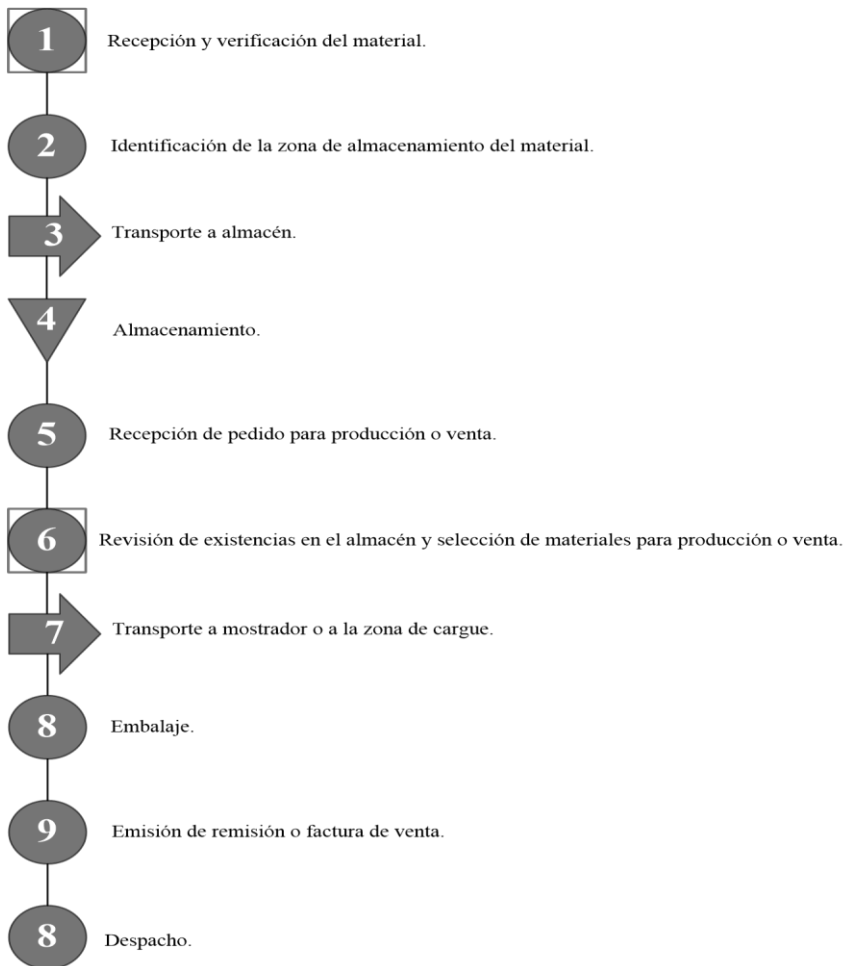 1 Recepción y verificación del material.
2 Identificación de la zona de almacenamiento del material.
3 Transporte a almacén.
4 Almacenamiento.
5 Recepción de pedido para producción o venta.
6 Revisión de existencias en el almacén y selección de materiales para producción o venta.
7 Transporte a mostrador o a la zona de cargue.
8 Embalaje.
9 Emisión de remisión o factura de venta.
8 Despacho.